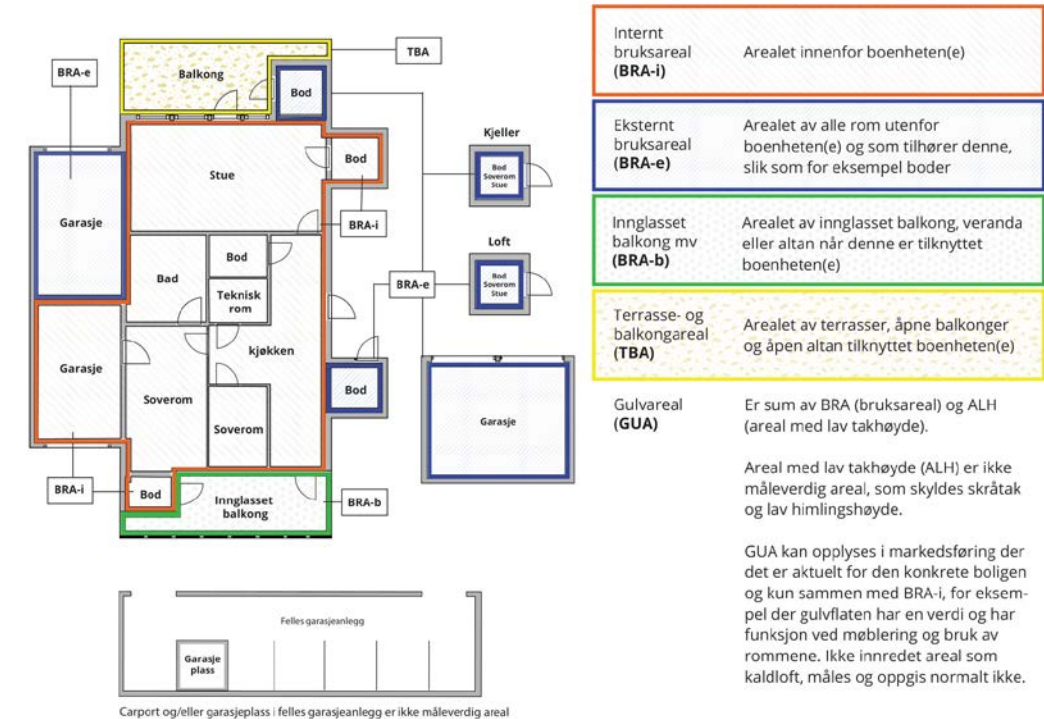 TBA
BRA-e
Balkong
Bod
Kjeller
Bod
Soverom
Stue
Stue
Bod
Garasje
BRA-i
Loft
Bod
Bad
Bod
Soverom
Stue
BRA-e
Teknisk
rom
kjøkken
Garasje
Soverom
Bod
Soverom
Garasje
BRA-i
Bod
Innglasset
balkong
BRA-b
Felles garasjeanlegg
Garasje
plass
Carport og/eller garasjeplass i felles garasjeanlegg er ikke måleverdig areal
Internt
bruksareal
(BRA-i)
Arealet innenfor boenheten(e)
Eksternt
bruksareal
(BRA-e)
Arealet av alle rom utenfor
boenheten(e) og som tilhører denne,
slik som for eksempel boder
Innglasset
balkong mv
(BRA-b)
Arealet av innglasset balkong, veranda
eller altan når denne er tilknyttet
boenheten(e)
Terrasse- og
balkongareal
(TBA)
Arealet av terrasser, åpne balkonger
og åpen altan tilknyttet boenheten(e)
Gulvareal
(GUA)
Er sum av BRA (bruksareal) og ALH
(areal med lav takhøyde).
Areal med lav takhøyde (ALH) er ikke
måleverdig areal, som skyldes skråtak
og lav himlingshøyde.
GUA kan opplyses i markedsføring der
det er aktuelt for den konkrete boligen
og kun sammen med BRA-i, for eksem-
pel der gulvflaten har en verdi og har
funksjon ved møblering og bruk av
rommene. Ikke innredet areal som
kaldloft, måles og oppgis normalt ikke.